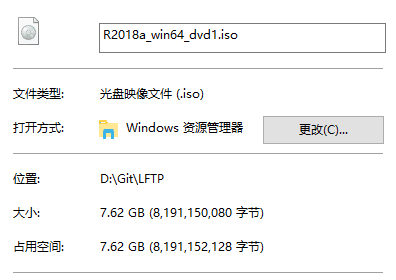 R2018a_win64_dvd1.iso
文件类型: 光盘映像文件 (.iso)
打开方式: Windows 资源管理器 更改(C)...
位置: D:\Git\LFTP
大小: 7.62 GB (8,191,150,080 字节)
占用空间: 7.62 GB (8,191,152,128 字节)